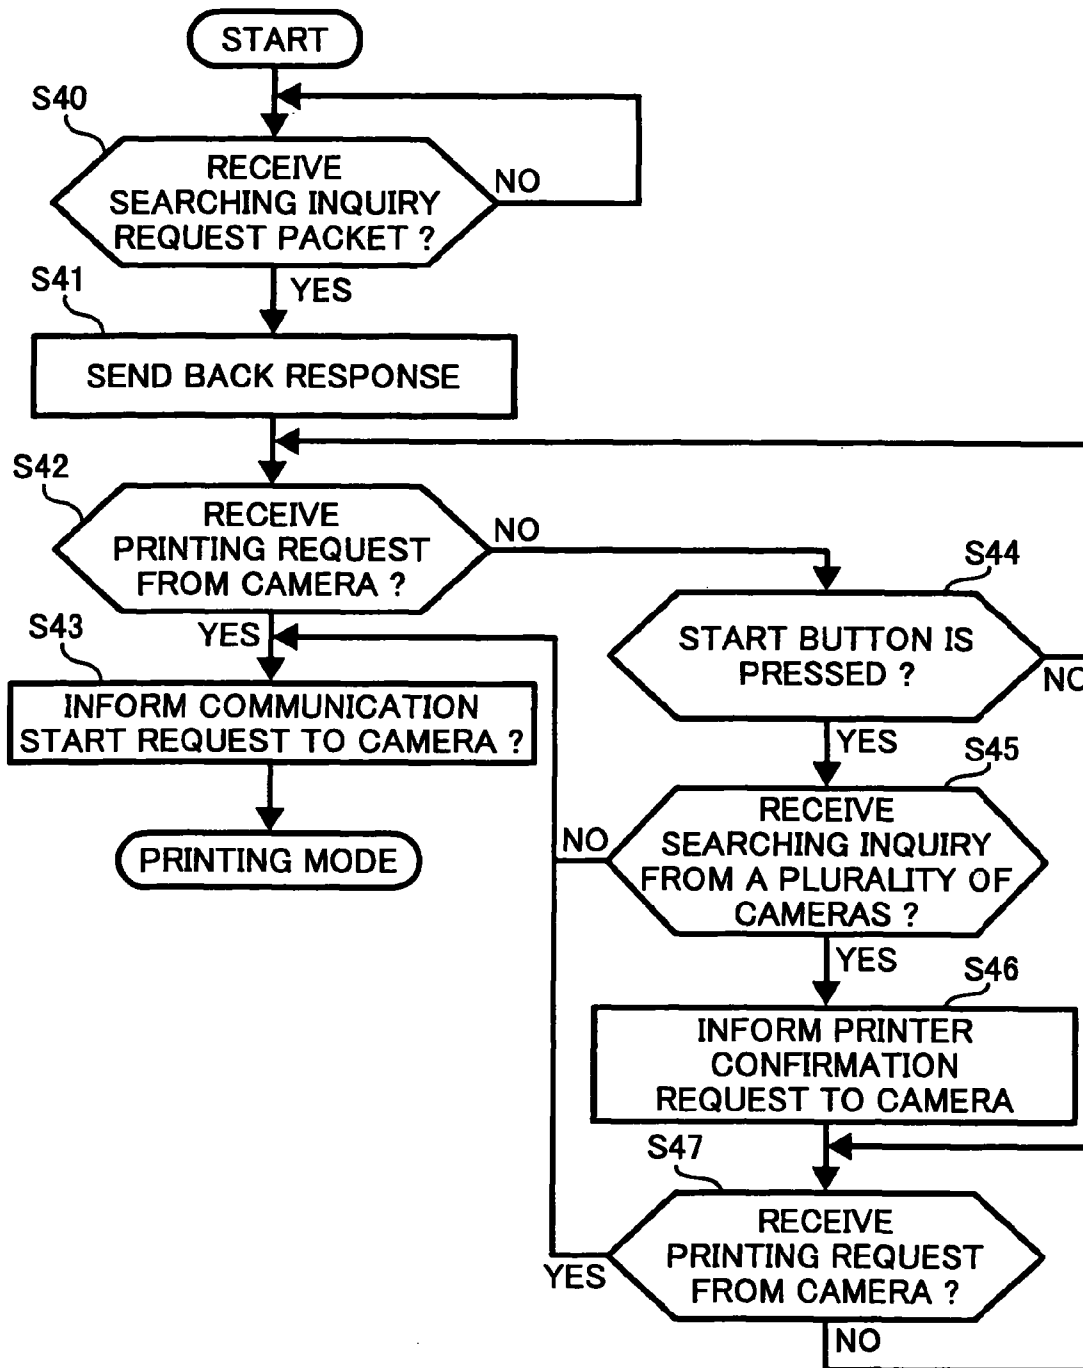 START
S40
RECEIVE
SEARCHING INQUIRY
REQUEST PACKET ?
NO
YES
S41
SEND BACK RESPONSE
S42
RECEIVE
PRINTING REQUEST
FROM CAMERA ?
NO
YES
S43
INFORM COMMUNICATION
START REQUEST TO CAMERA ?
PRINTING MODE
S44
START BUTTON IS
PRESSED ?
NO
YES
S45
RECEIVE
SEARCHING INQUIRY
FROM A PLURALITY OF
CAMERAS ?
NO
YES
S46
INFORM PRINTER
CONFIRMATION
REQUEST TO CAMERA
S47
RECEIVE
PRINTING REQUEST
FROM CAMERA ?
YES
NO